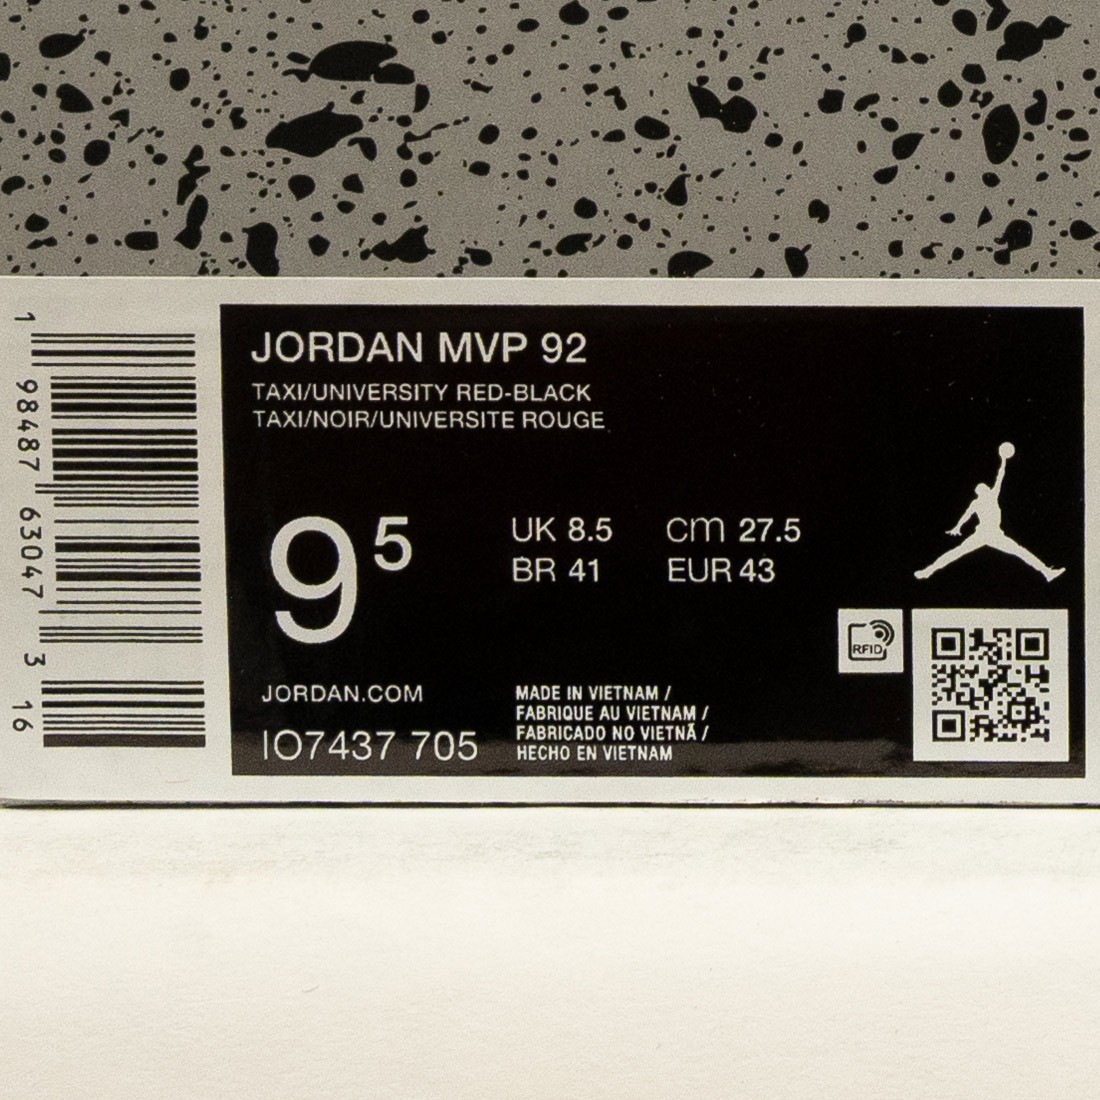 JORDAN MVP 92
TAXI/UNIVERSITY RED-BLACK
TAXI/NOIR/UNIVERSITE ROUGE
9 5
UK 8.5 cm 27.5
BR 41 EUR 43
RFID
JORDAN.COM
IO7437 705
MADE IN VIETNAM /
FABRIQUE AU VIETNAM /
FABRICADO NO VIETNÃ /
HECHO EN VIETNAM
1 98487 63047 3 16